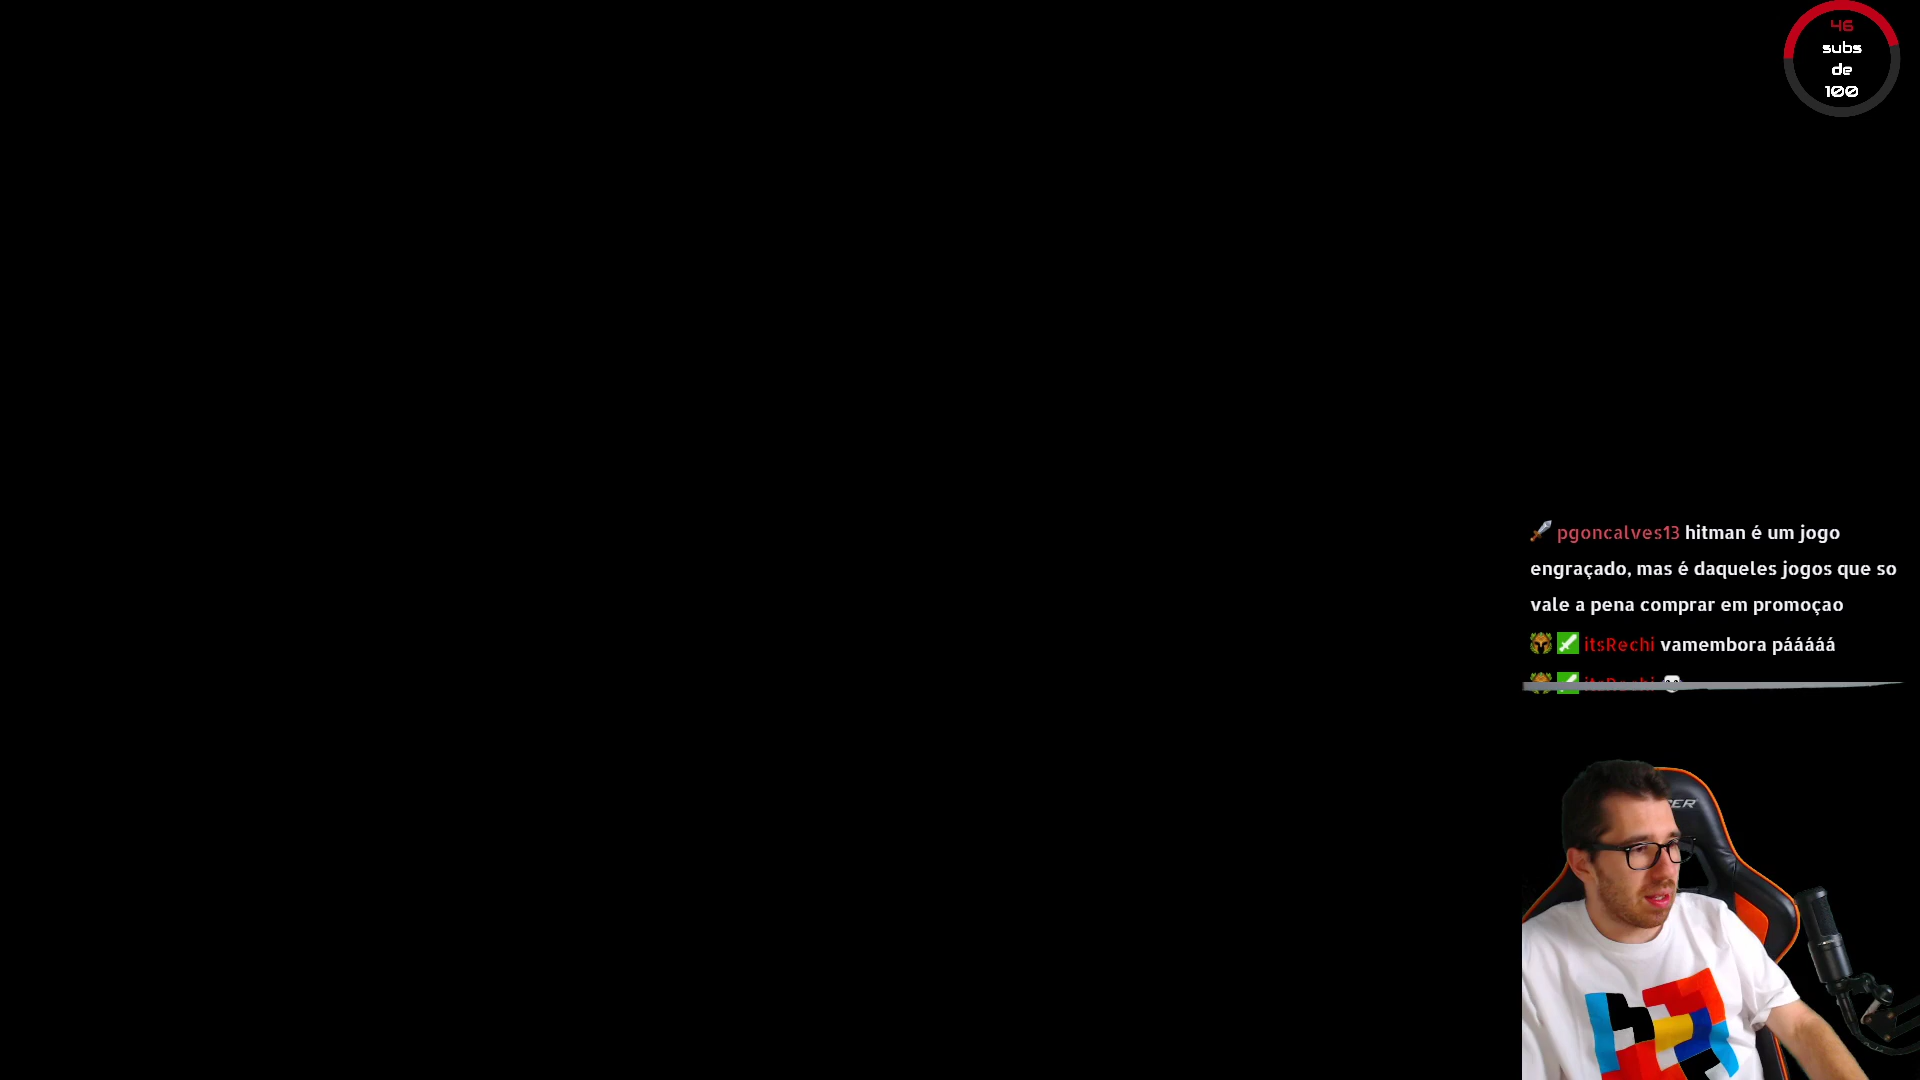 46
subs
de
100
pgoncalves13 hitman é um jogo
engraçado, mas é daqueles jogos que so
vale a pena comprar em promoçao
itsRechi vamembora pááááá
itsRechi